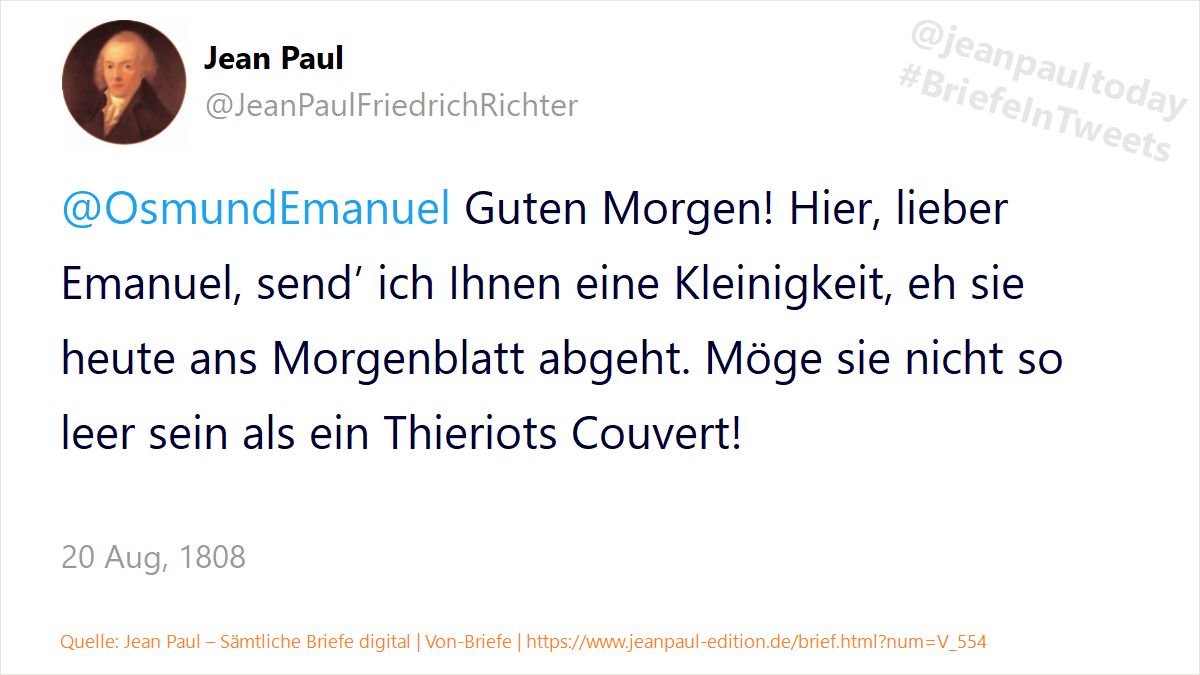 Jean Paul
@JeanPaulFriedrichRichter
@jeanpaultoday
#BriefeInTweets
@OsmundEmanuel Guten Morgen! Hier, lieber
Emanuel, send’ ich Ihnen eine Kleinigkeit, eh sie
heute ans Morgenblatt abgeht. Möge sie nicht so
leer sein als ein Thieriots Couvert!
20 Aug, 1808
Quelle: Jean Paul – Sämtliche Briefe digital | Von-Briefe | https://www.jeanpaul-edition.de/brief.html?num=V_554